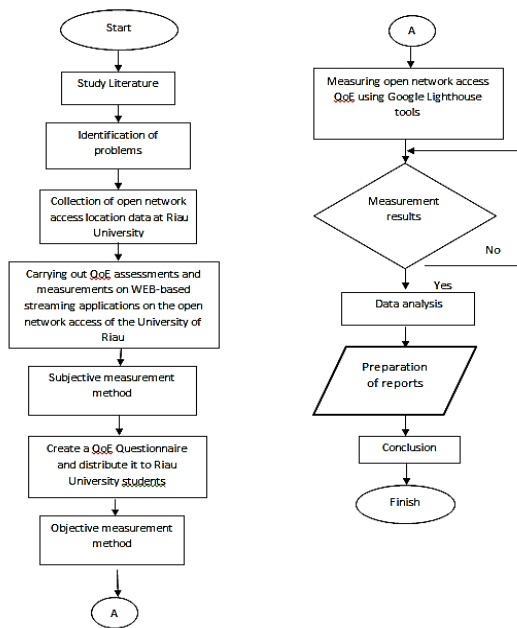 Start
Study Literature
Identification of
problems
Collection of open network
access location data at Riau
University
Carrying out QoE assessments and
measurements on WEB-based
streaming applications on the open
network access of the University of
Riau
Subjective measurement
method
Create a QoE Questionnaire
and distribute it to Riau
University students
Objective measurement
method
A
A
Measuring open network access
QoE using Google Lighthouse
tools
Measurement
results
No
Yes
Data analysis
Preparation
of reports
Conclusion
Finish